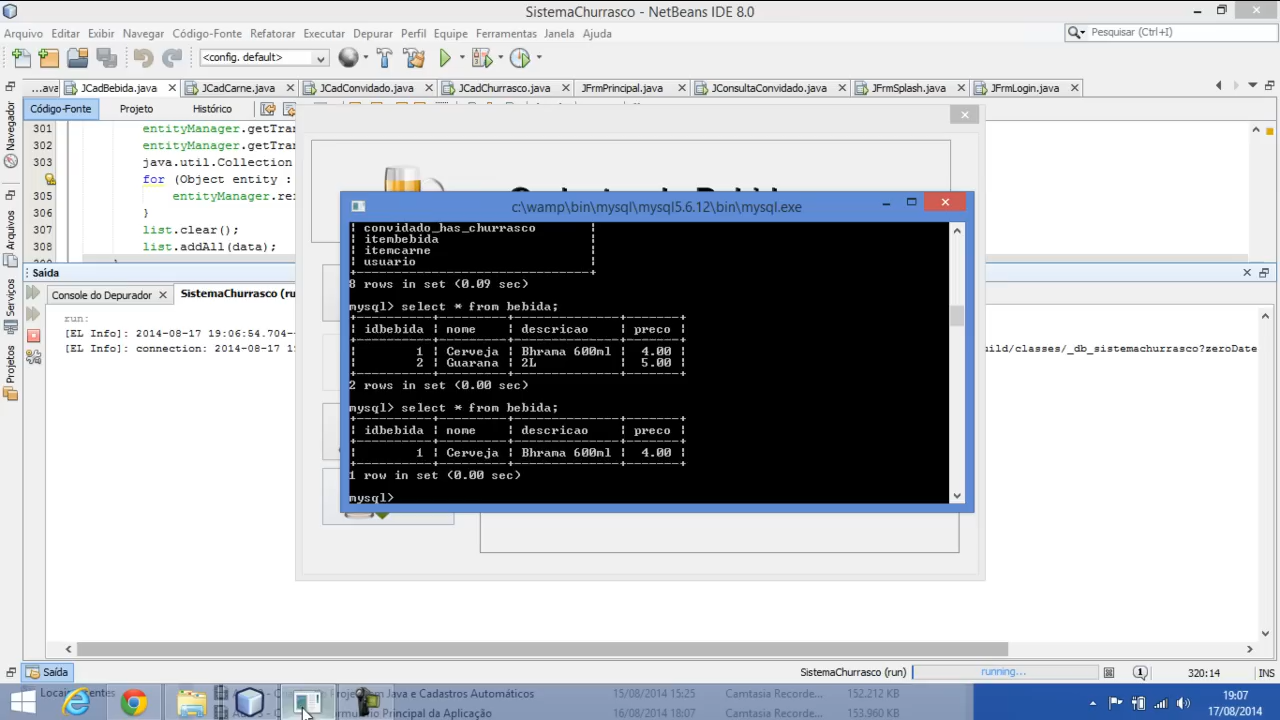 SistemaChurrasco - NetBeans IDE 8.0
Arquivo Editar Exibir Navegar Código-Fonte Refatorar Executar Depurar Perfil Equipe Ferramentas Janela Ajuda
Pesquisar (Ctrl+I)
<config. default>
...ava JCadBebida.java JCadCarne.java JCadConvidado.java JCadChurrasco.java JFrmPrincipal.java JConsultaConvidado.java JFrmSplash.java JFrmLogin.java
Código-Fonte Projeto Histórico
Navegador
Arquivos
Serviços
Projetos
301 entityManager.getTra
302 entityManager.getTra
303 java.util.Collection
for (Object entity :
305 entityManager.re
306 }
307 list.clear();
308 list.addAll(data);
c:\wamp\bin\mysql\mysql5.6.12\bin\mysql.exe
| convidado_has_churrasco |
| itembebida |
| itemcarne |
| usuario |
+-------------------------------+
8 rows in set (0.09 sec)
mysql> select * from bebida;
| idbebida | nome | descricao | preco |
| 1 | Cerveja | Bhrama 600ml | 4.00 |
| 2 | Guarana | 2L | 5.00 |
2 rows in set (0.00 sec)
mysql> select * from bebida;
| idbebida | nome | descricao | preco |
| 1 | Cerveja | Bhrama 600ml | 4.00 |
1 row in set (0.00 sec)
mysql>
Saída
Console do Depurador SistemaChurrasco (ru
run:
[EL Info]: 2014-08-17 19:06:54.704-
[EL Info]: connection: 2014-08-17 1
ild/classes/_db_sistemachurrasco?zeroDate
Saída SistemaChurrasco (run) running... 320:14 INS
em Java e Cadastros Automáticos 15/08/2014 15:25 Camtasia Recorde... 152.212 KB
Principal da Aplicação 16/08/2014 18:07 Camtasia Recorde... 153.960 KB
19:07
17/08/2014